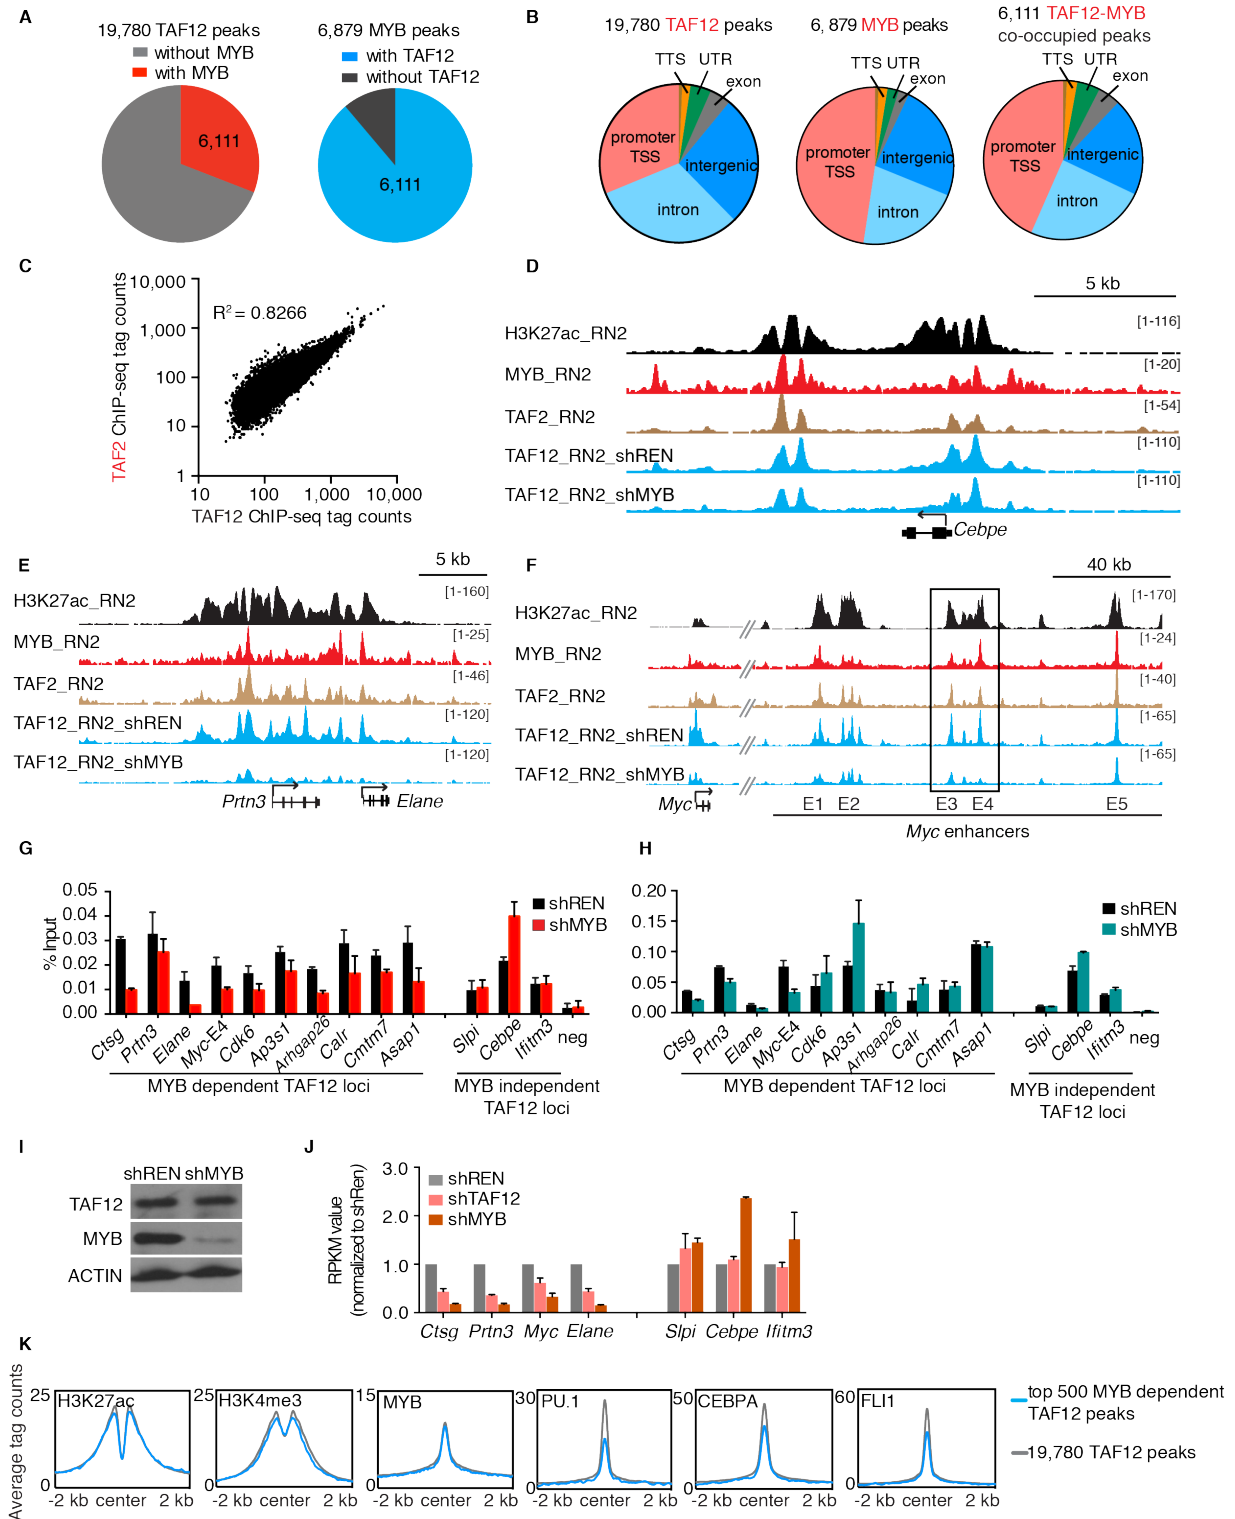 A
19,780 TAF12 peaks
without MYB
with MYB
6,111
6,879 MYB peaks
with TAF12
without TAF12
6,111
B
19,780 TAF12 peaks
TTS UTR
exon
promoter
TSS
intergenic
intron
6, 879 MYB peaks
TTS UTR
exon
promoter
TSS
intergenic
intron
6,111 TAF12-MYB
co-occupied peaks
TTS UTR
exon
promoter
TSS
intergenic
intron
C
TAF2 ChIP-seq tag counts
10,000
1,000
100
10
1
R2 = 0.8266
10 100 1,000 10,000
TAF12 ChIP-seq tag counts
D
5 kb
H3K27ac_RN2 [1-116]
MYB_RN2 [1-20]
TAF2_RN2 [1-54]
TAF12_RN2_shREN [1-110]
TAF12_RN2_shMYB [1-110]
Cebpe
E
5 kb
H3K27ac_RN2 [1-160]
MYB_RN2 [1-25]
TAF2_RN2 [1-46]
TAF12_RN2_shREN [1-120]
TAF12_RN2_shMYB [1-120]
Prtn3 Elane
F
40 kb
H3K27ac_RN2 [1-170]
MYB_RN2 [1-24]
TAF2_RN2 [1-40]
TAF12_RN2_shREN [1-65]
TAF12_RN2_shMYB [1-65]
Myc E1 E2 E3 E4 E5
Myc enhancers
G
% Input
0.05
0.04
0.03
0.02
0.01
0.00
shREN
shMYB
Ctsg Prtn3 Elane Myc-E4 Cdk6 Ap3s1 Arhgap26 Calr Cmtm7 Asap1 Slpi Cebpe Ifitm3 neg
MYB dependent TAF12 loci
MYB independent
TAF12 loci
H
0.20
0.15
0.10
0.05
0.00
shREN
shMYB
Ctsg Prtn3 Elane Myc-E4 Cdk6 Ap3s1 Arhgap26 Calr Cmtm7 Asap1 Slpi Cebpe Ifitm3 neg
MYB dependent TAF12 loci
MYB independent
TAF12 loci
I
shREN shMYB
TAF12
MYB
ACTIN
J
RPKM value
(normalized to shRen)
3.0
2.0
1.0
0.0
shREN
shTAF12
shMYB
Ctsg Prtn3 Myc Elane Slpi Cebpe Ifitm3
K
Average tag counts
25
H3K27ac
0
-2 kb center 2 kb
25
H3K4me3
0
-2 kb center 2 kb
15
MYB
0
-2 kb center 2 kb
30
PU.1
0
-2 kb center 2 kb
50
CEBPA
0
-2 kb center 2 kb
60
FLI1
0
-2 kb center 2 kb
top 500 MYB dependent
TAF12 peaks
19,780 TAF12 peaks